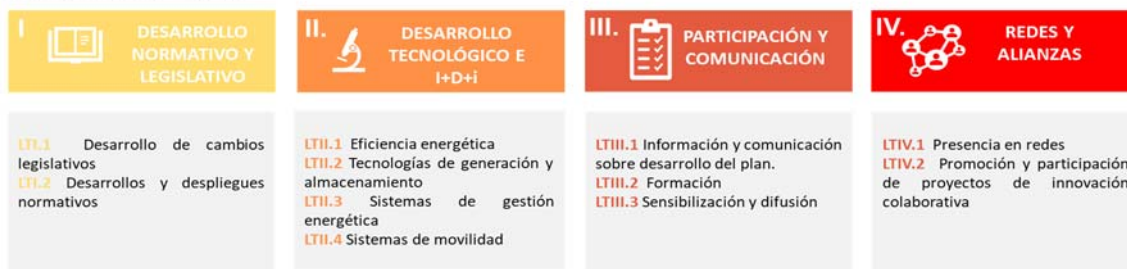 I
DESARROLLO
NORMATIVO Y
LEGISLATIVO
LTI.1 Desarrollo de cambios
legislativos
LTI.2 Desarrollos y despliegues
normativos
II.
DESARROLLO
TECNOLÓGICO E
I+D+i
LTII.1 Eficiencia energética
LTII.2 Tecnologías de generación y
almacenamiento
LTII.3 Sistemas de gestión
energética
LTII.4 Sistemas de movilidad
III.
PARTICIPACIÓN Y
COMUNICACIÓN
LTIII.1 Información y comunicación
sobre desarrollo del plan.
LTIII.2 Formación
LTIII.3 Sensibilización y difusión
IV.
REDES Y
ALIANZAS
LTIV.1 Presencia en redes
LTIV.2 Promoción y participación
de proyectos de innovación
colaborativa